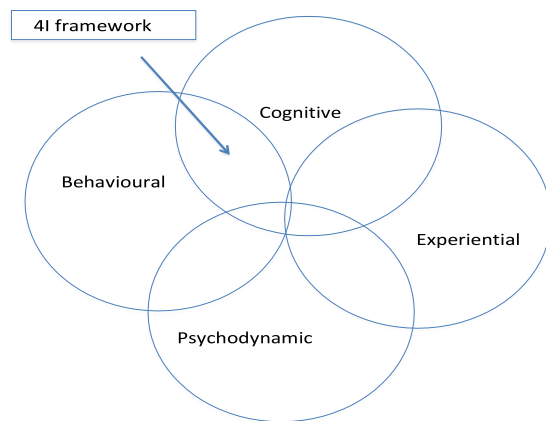 4I framework
Cognitive
Behavioural
Experiential
Psychodynamic